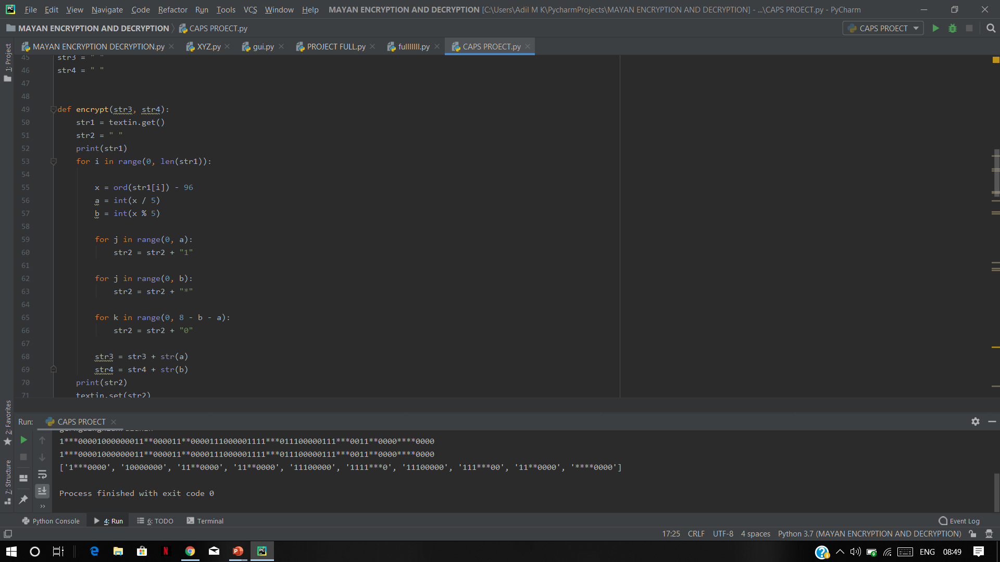 File Edit View Navigate Code Refactor Run Tools VCS Window Help MAYAN ENCRYPTION AND DECRYPTION [C:\Users\Adil M K\PycharmProjects\MAYAN ENCRYPTION AND DECRYPTION] - ...\CAPS PROECT.py - PyCharm
MAYAN ENCRYPTION AND DECRYPTION CAPS PROECT.py CAPS PROECT
MAYAN ENCRYPTION DECRYPTION.py XYZ.py gui.py PROJECT FULL.py CAPS PROECT.py
1: Project
45 str3 = " "
46 str4 = " "
47
48
49 def encrypt(str3, str4):
50 str1 = textin.get()
51 str2 = " "
52 print(str1)
53 for i in range(0, len(str1)):
54
55 x = ord(str1[i]) - 96
56 a = int(x / 5)
57 b = int(x % 5)
58
59 for j in range(0, a):
60 str2 = str2 + "1"
61
62 for j in range(0, b):
63 str2 = str2 + "*"
64
65 for k in range(0, 8 - b - a):
66 str2 = str2 + "0"
67
68 str3 = str3 + str(a)
69 str4 = str4 + str(b)
70 print(str2)
71 textin.set(str2)
2: Favorites
7: Structure
Run: CAPS PROECT
1***00001000000011**000011**0000111000001111***011100000111***0011**0000****0000
1***00001000000011**000011**0000111000001111***011100000111***0011**0000****0000
['1***0000', '10000000', '11**0000', '11**0000', '11100000', '1111***0', '11100000', '111***00', '11**0000', '****0000']
Process finished with exit code 0
Python Console 4: Run 6: TODO Terminal Event Log
17:25 CRLF UTF-8 4 spaces Python 3.7 (MAYAN ENCRYPTION AND DECRYPTION)
ENG 08:49